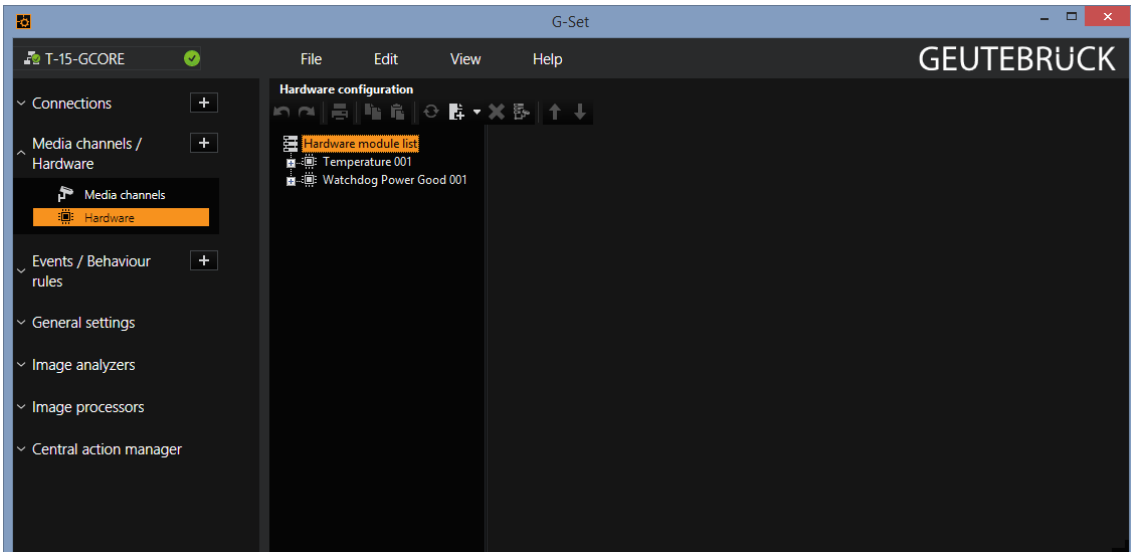 G-Set
T-15-GCORE
File
Edit
View
Help
GEUTEBRÜCK
Connections
Media channels /
Hardware
Media channels
Hardware
Events / Behaviour
rules
General settings
Image analyzers
Image processors
Central action manager
Hardware configuration
Hardware module list
Temperature 001
Watchdog Power Good 001